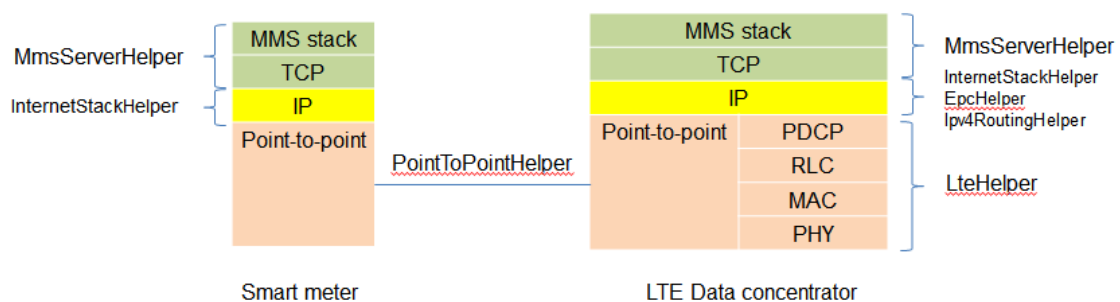 MmsServerHelper
InternetStackHelper
MMS stack
TCP
IP
Point-to-point
Smart meter
PointToPointHelper
MMS stack
TCP
IP
Point-to-point
PDCP
RLC
MAC
PHY
LTE Data concentrator
MmsServerHelper
InternetStackHelper
EpcHelper
Ipv4RoutingHelper
LteHelper